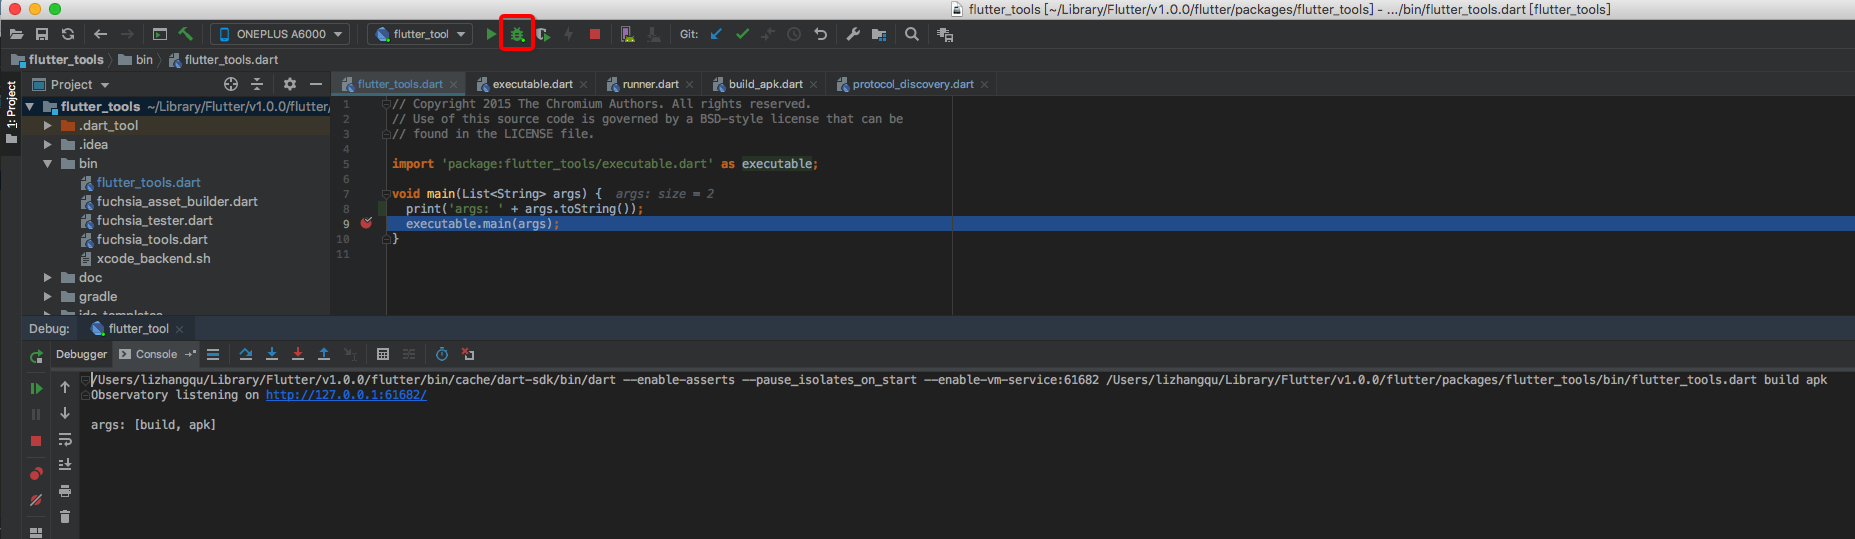 flutter_tools [~/Library/Flutter/v1.0.0/flutter/packages/flutter_tools] - .../bin/flutter_tools.dart [flutter_tools]
ONEPLUS A6000
flutter_tool
Git:
flutter_tools
bin
flutter_tools.dart
1: Project
Project
flutter_tools ~/Library/Flutter/v1.0.0/flutter/
.dart_tool
.idea
bin
flutter_tools.dart
fuchsia_asset_builder.dart
fuchsia_tester.dart
fuchsia_tools.dart
xcode_backend.sh
doc
gradle
ide_templates
flutter_tools.dart
executable.dart
runner.dart
build_apk.dart
protocol_discovery.dart
1 // Copyright 2015 The Chromium Authors. All rights reserved.
2 // Use of this source code is governed by a BSD-style license that can be
3 // found in the LICENSE file.
4
5 import 'package:flutter_tools/executable.dart' as executable;
6
7 void main(List<String> args) { args: size = 2
8 print('args: ' + args.toString());
9 executable.main(args);
10 }
11
Debug:
flutter_tool
Debugger
Console
/Users/lizhangqu/Library/Flutter/v1.0.0/flutter/bin/cache/dart-sdk/bin/dart --enable-asserts --pause_isolates_on_start --enable-vm-service:61682 /Users/lizhangqu/Library/Flutter/v1.0.0/flutter/packages/flutter_tools/bin/flutter_tools.dart build apk
Observatory listening on http://127.0.0.1:61682/
args: [build, apk]